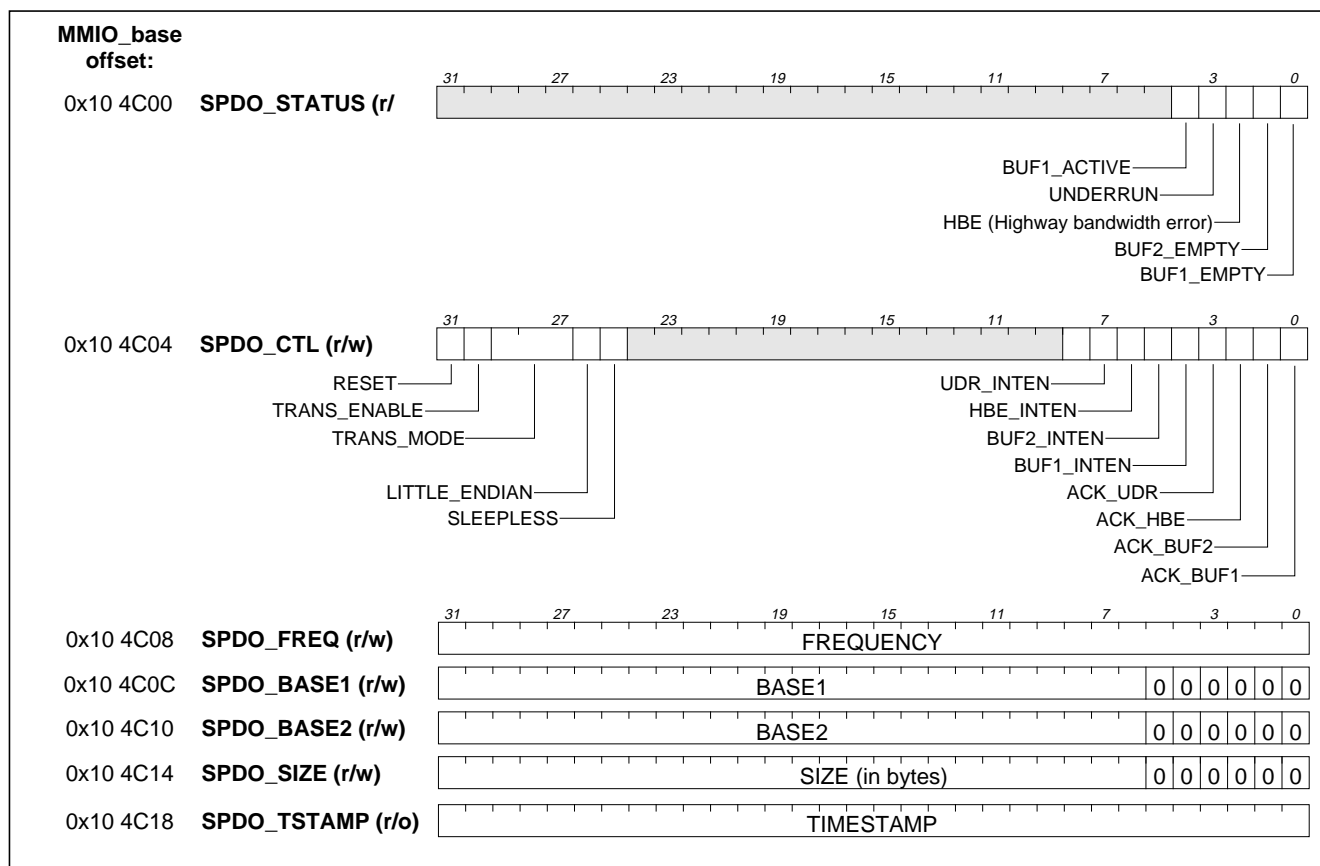 MMIO_base
offset:
31 27 23 19 15 11 7 3 0
0x10 4C00 SPDO_STATUS (r/
BUF1_ACTIVE
UNDERRUN
HBE (Highway bandwidth error)
BUF2_EMPTY
BUF1_EMPTY
31 27 23 19 15 11 7 3 0
0x10 4C04 SPDO_CTL (r/w)
RESET UDR_INTEN
TRANS_ENABLE HBE_INTEN
TRANS_MODE BUF2_INTEN
BUF1_INTEN
LITTLE_ENDIAN ACK_UDR
SLEEPLESS ACK_HBE
ACK_BUF2
ACK_BUF1
31 27 23 19 15 11 7 3 0
0x10 4C08 SPDO_FREQ (r/w) FREQUENCY
0x10 4C0C SPDO_BASE1 (r/w) BASE1 0 0 0 0 0 0
0x10 4C10 SPDO_BASE2 (r/w) BASE2 0 0 0 0 0 0
0x10 4C14 SPDO_SIZE (r/w) SIZE (in bytes) 0 0 0 0 0 0
0x10 4C18 SPDO_TSTAMP (r/o) TIMESTAMP